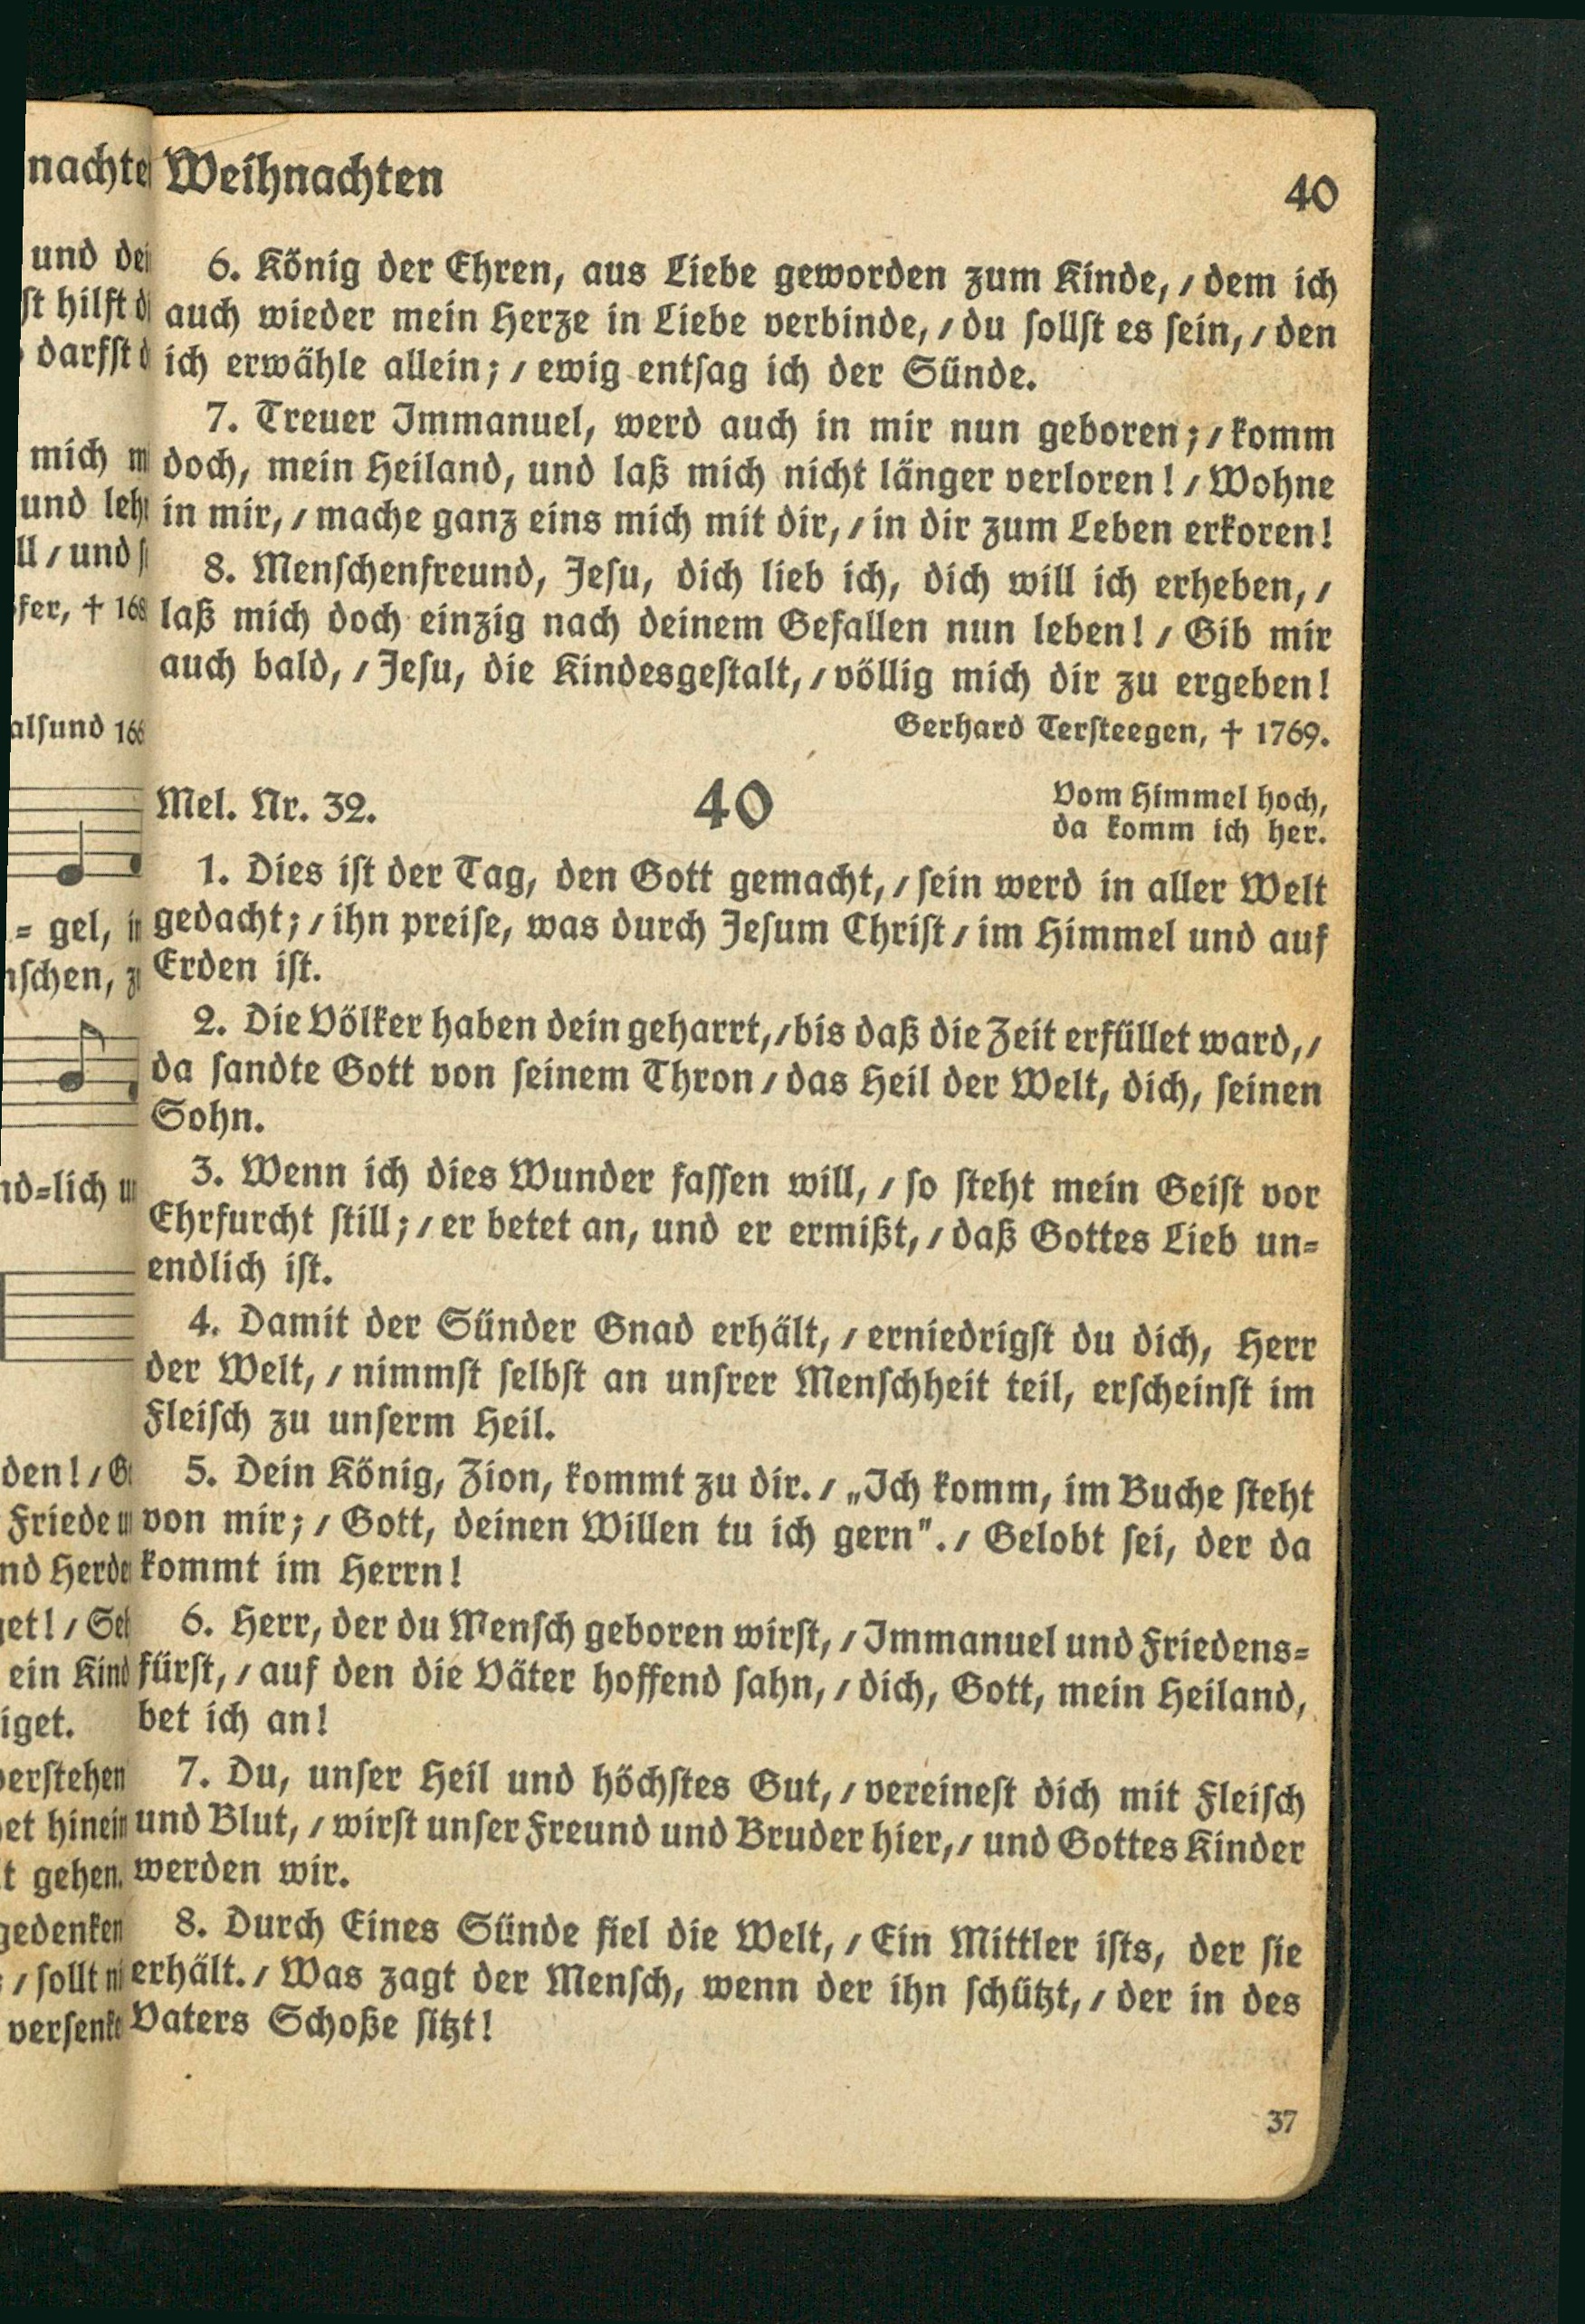 Weihnachten
40
6. König der Ehren, aus Liebe geworden zum Kinde, / dem ich
auch wieder mein Herze in Liebe verbinde, / du sollst es sein, / den
ich erwähle allein; / ewig entsag ich der Sünde.
7. Treuer Immanuel, werd auch in mir nun geboren; / komm
doch, mein Heiland, und laß mich nicht länger verloren! / Wohne
in mir, / mache ganz eins mich mit dir, / in dir zum Leben erkoren!
8. Menschenfreund, Jesu, dich lieb ich, dich will ich erheben, /
laß mich doch einzig nach deinem Gefallen nun leben! / Gib mir
auch bald, / Jesu, die Kindesgestalt, / völlig mich dir zu ergeben!
Gerhard Tersteegen, † 1769.
Mel. Nr. 32.
40
Vom Himmel hoch,
da komm ich her.
1. Dies ist der Tag, den Gott gemacht, / sein werd in aller Welt
gedacht; / ihn preise, was durch Jesum Christ / im Himmel und auf
Erden ist.
2. Die Völker haben dein geharrt, / bis daß die Zeit erfüllet ward, /
da sandte Gott von seinem Thron / das Heil der Welt, dich, seinen
Sohn.
3. Wenn ich dies Wunder fassen will, / so steht mein Geist vor
Ehrfurcht still; / er betet an, und er ermißt, / daß Gottes Lieb un-
endlich ist.
4. Damit der Sünder Gnad erhält, / erniedrigst du dich, Herr
der Welt, / nimmst selbst an unsrer Menschheit teil, erscheinst im
Fleisch zu unserm Heil.
5. Dein König, Zion, kommt zu dir. / „Ich komm, im Buche steht
von mir; / Gott, deinen Willen tu ich gern". / Gelobt sei, der da
kommt im Herrn!
6. Herr, der du Mensch geboren wirst, / Immanuel und Friedens-
fürst, / auf den die Väter hoffend sahn, / dich, Gott, mein Heiland,
bet ich an!
7. Du, unser Heil und höchstes Gut, / vereinest dich mit Fleisch
und Blut, / wirst unser Freund und Bruder hier, / und Gottes Kinder
werden wir.
8. Durch Eines Sünde fiel die Welt, / Ein Mittler ists, der sie
erhält. / Was zagt der Mensch, wenn der ihn schützt, / der in des
Vaters Schoße sitzt!
37